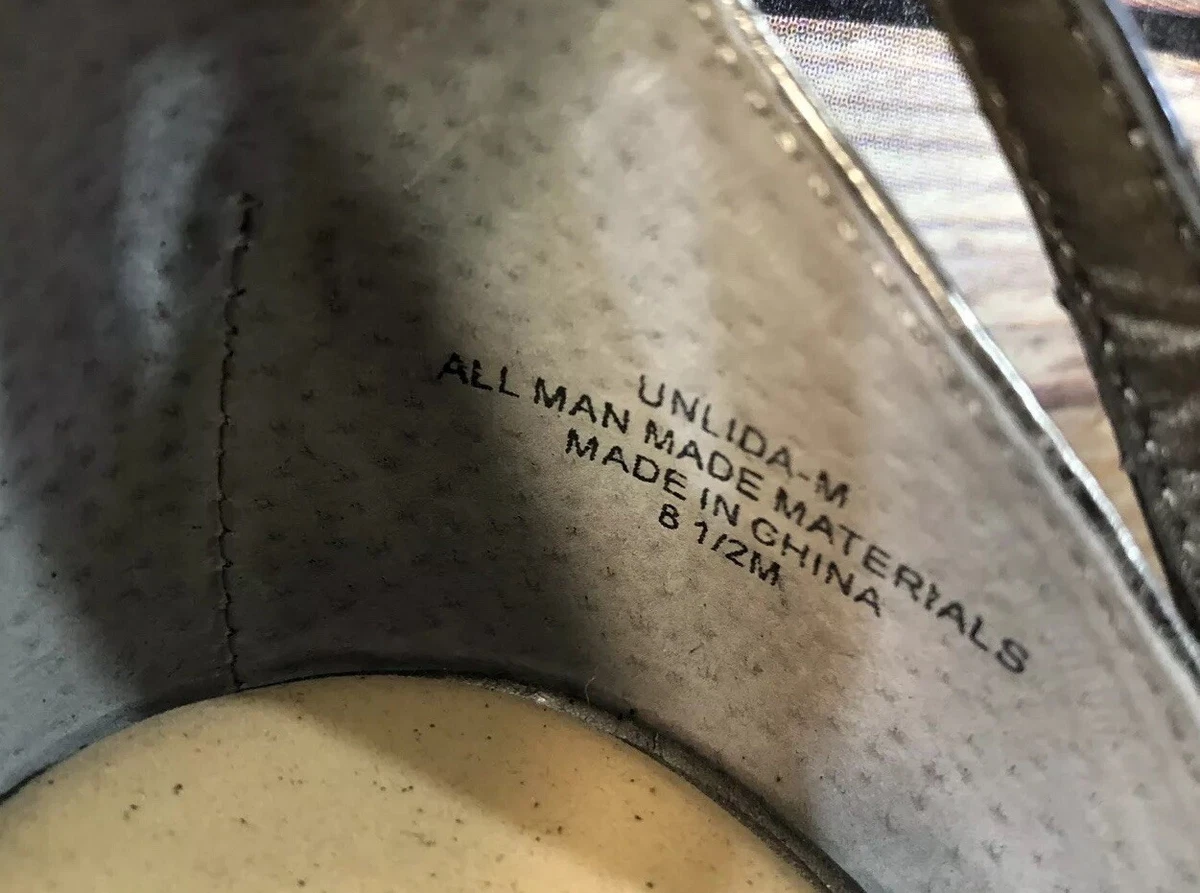 UNLIDA-M
ALL MAN MADE MATERIALS
MADE IN CHINA
8 1/2M